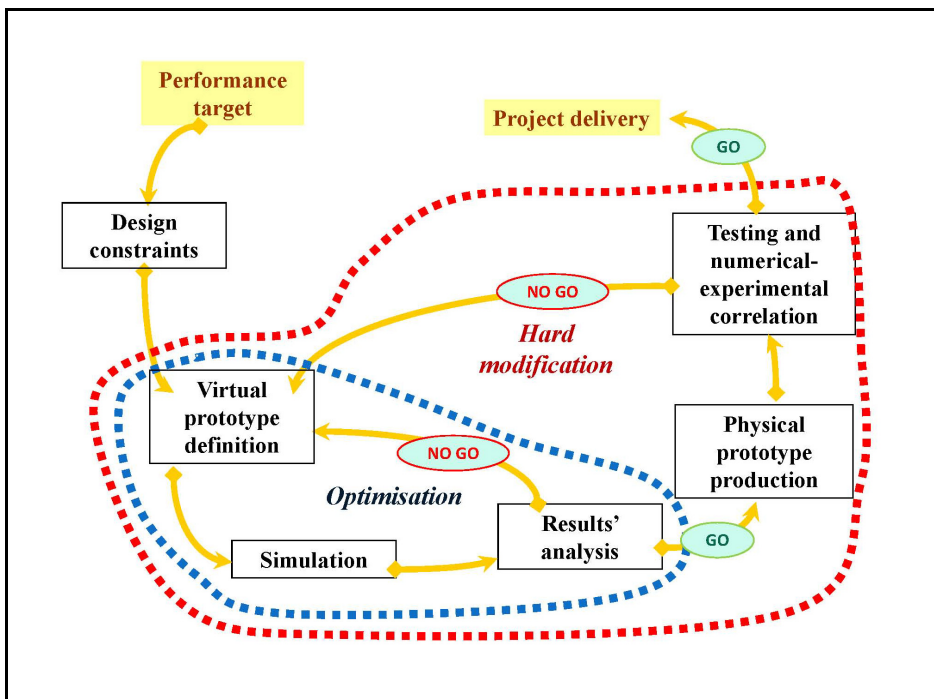 Performance
target
Project delivery
GO
Design
constraints
Testing and
numerical-
experimental
correlation
NO GO
Hard
modification
Virtual
prototype
definition
Physical
prototype
production
NO GO
Optimisation
Results’
analysis
GO
Simulation